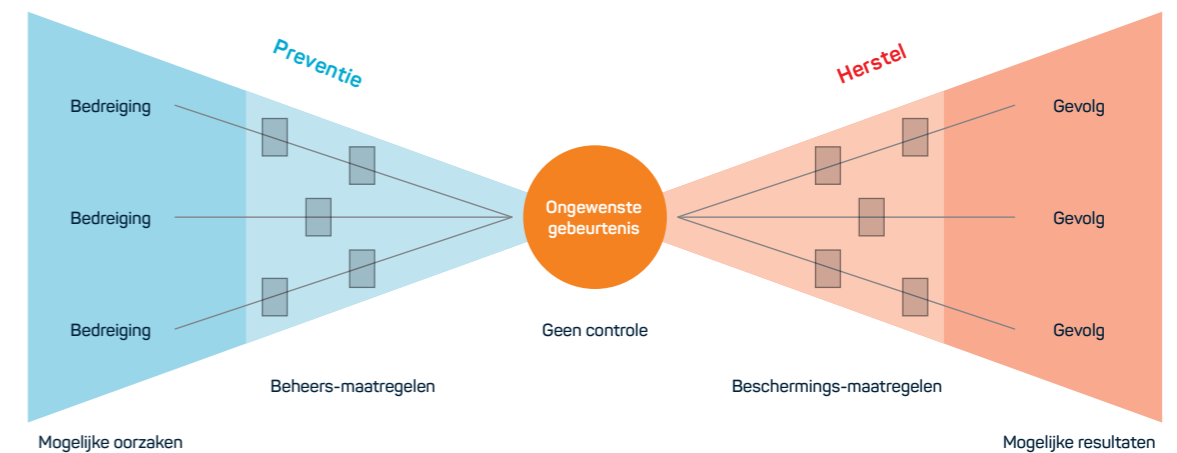 Preventie
Herstel
Bedreiging
Gevolg
Bedreiging
Ongewenste
gebeurtenis
Gevolg
Bedreiging
Geen controle
Gevolg
Beheers-maatregelen
Beschermings-maatregelen
Mogelijke oorzaken
Mogelijke resultaten